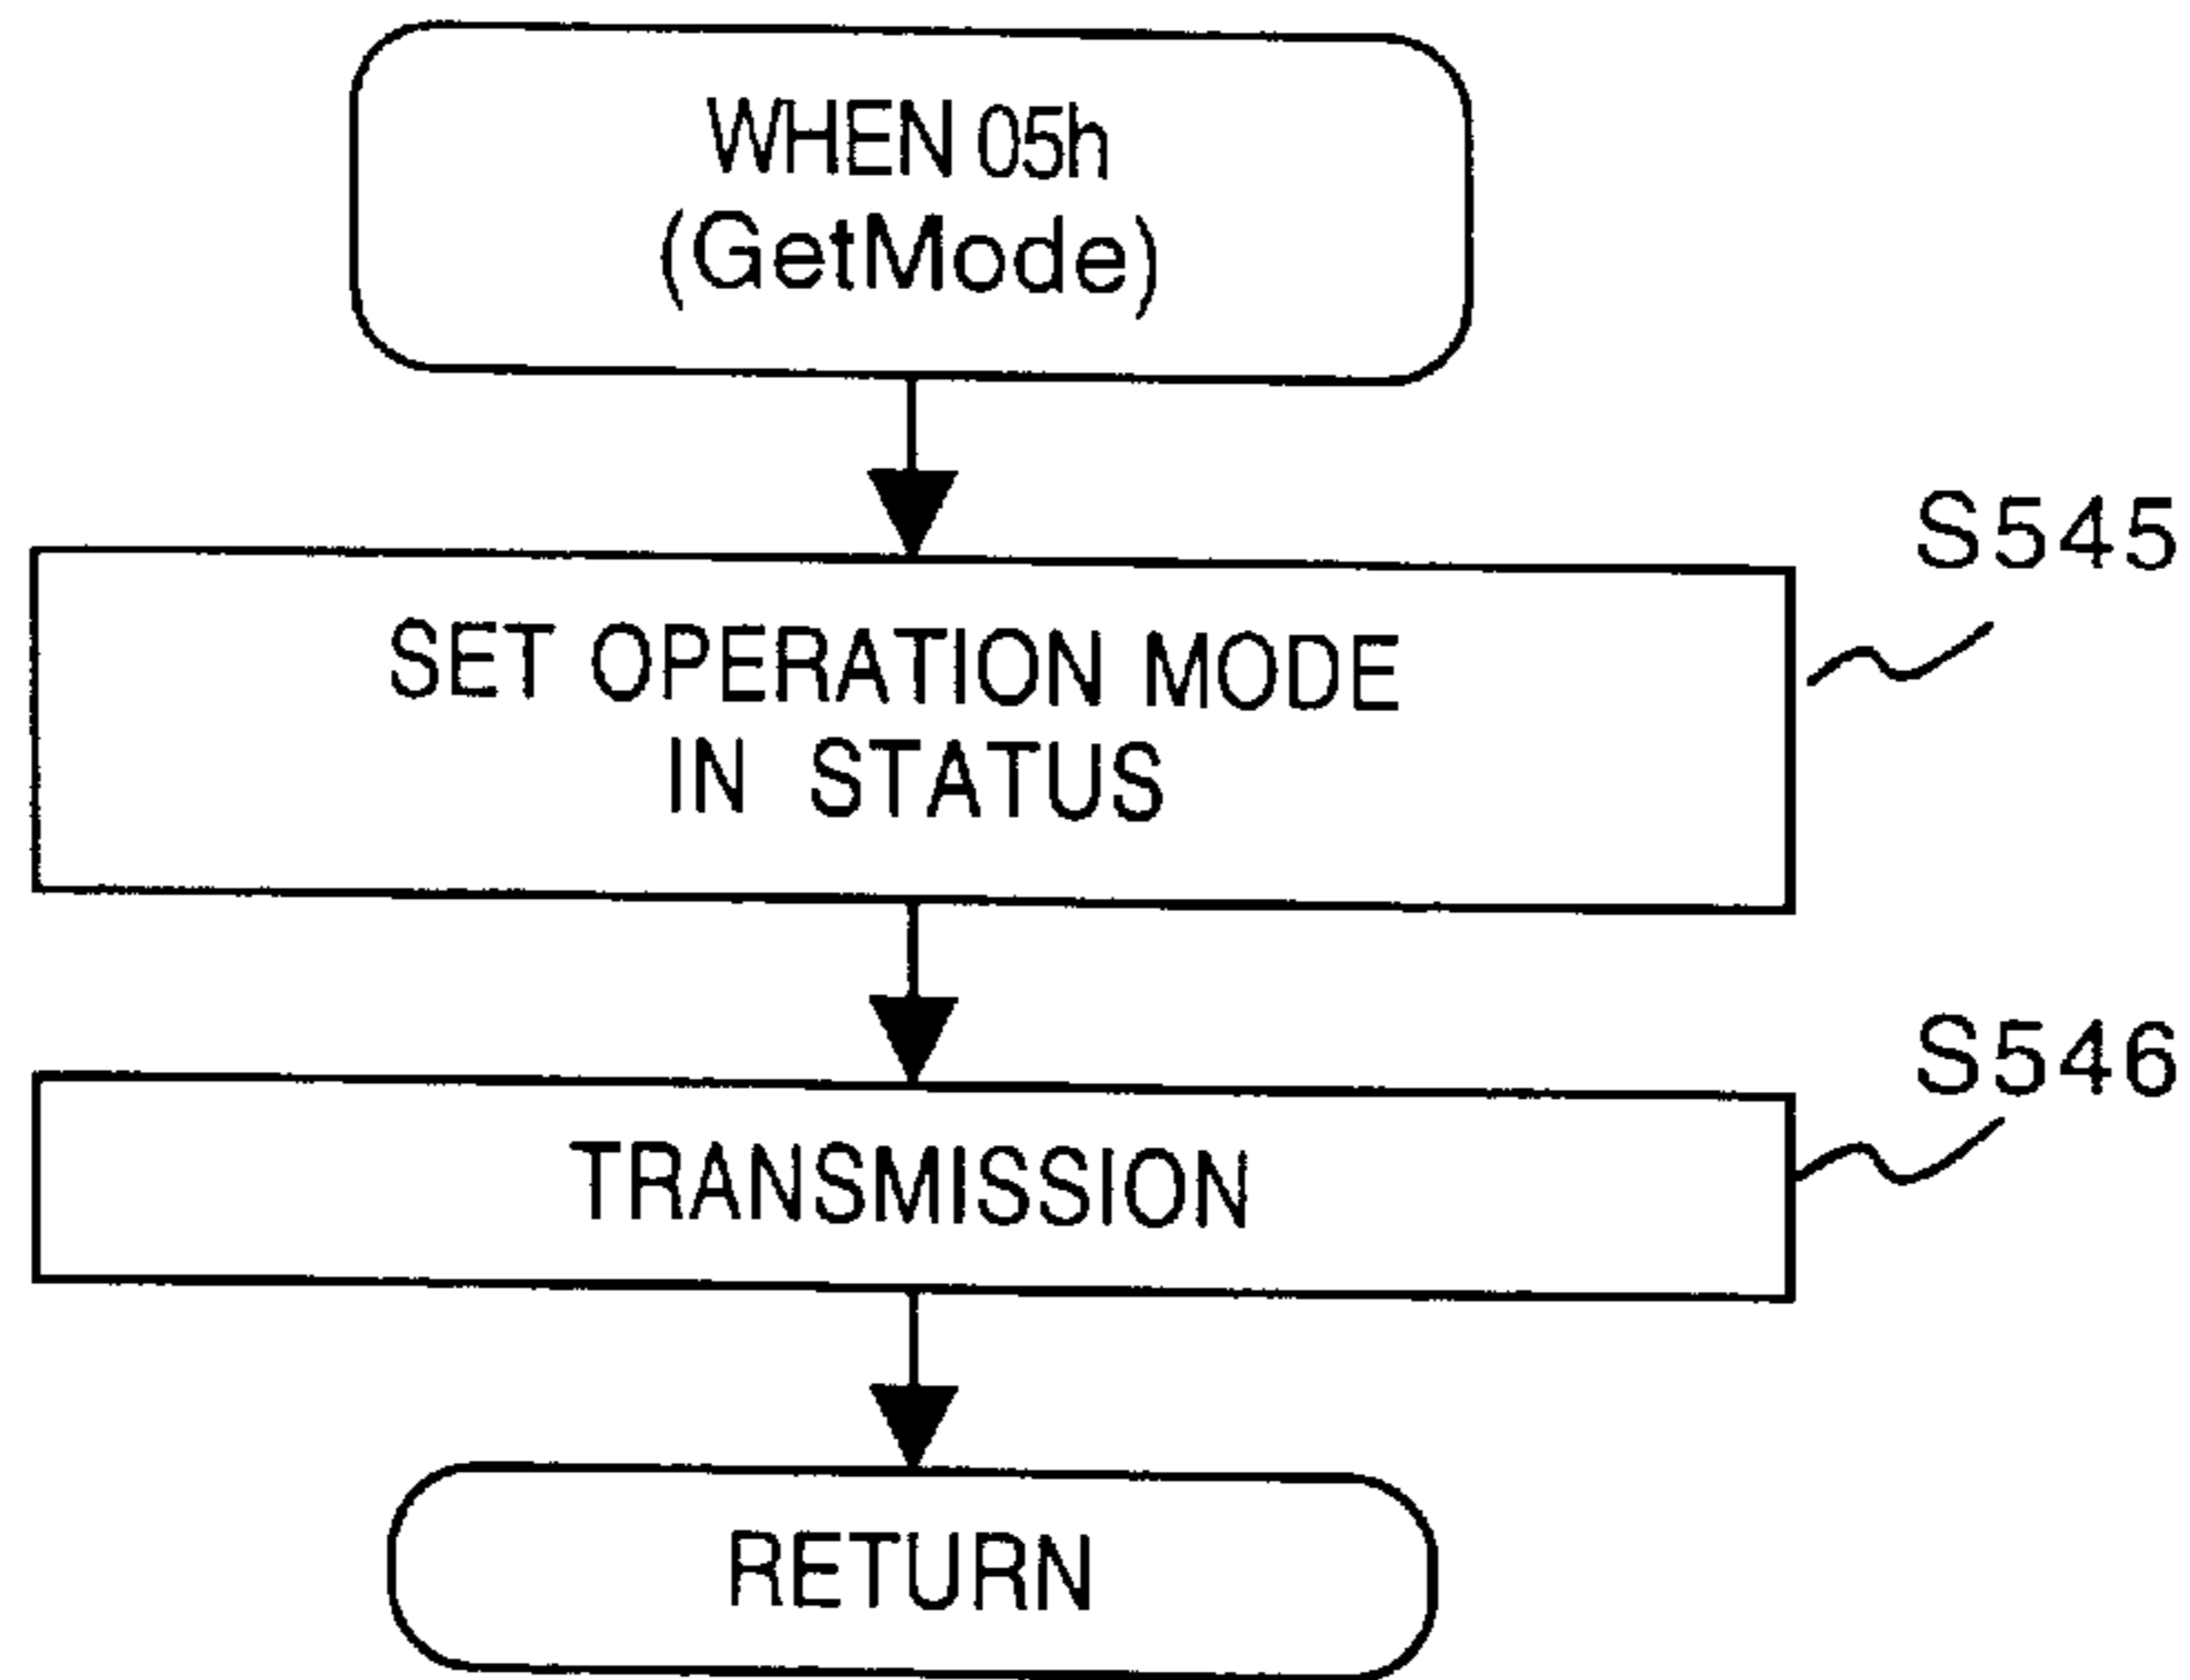 WHEN 05h
(GetMode)
S545
SET OPERATION MODE
IN STATUS
S546
TRANSMISSION
RETURN